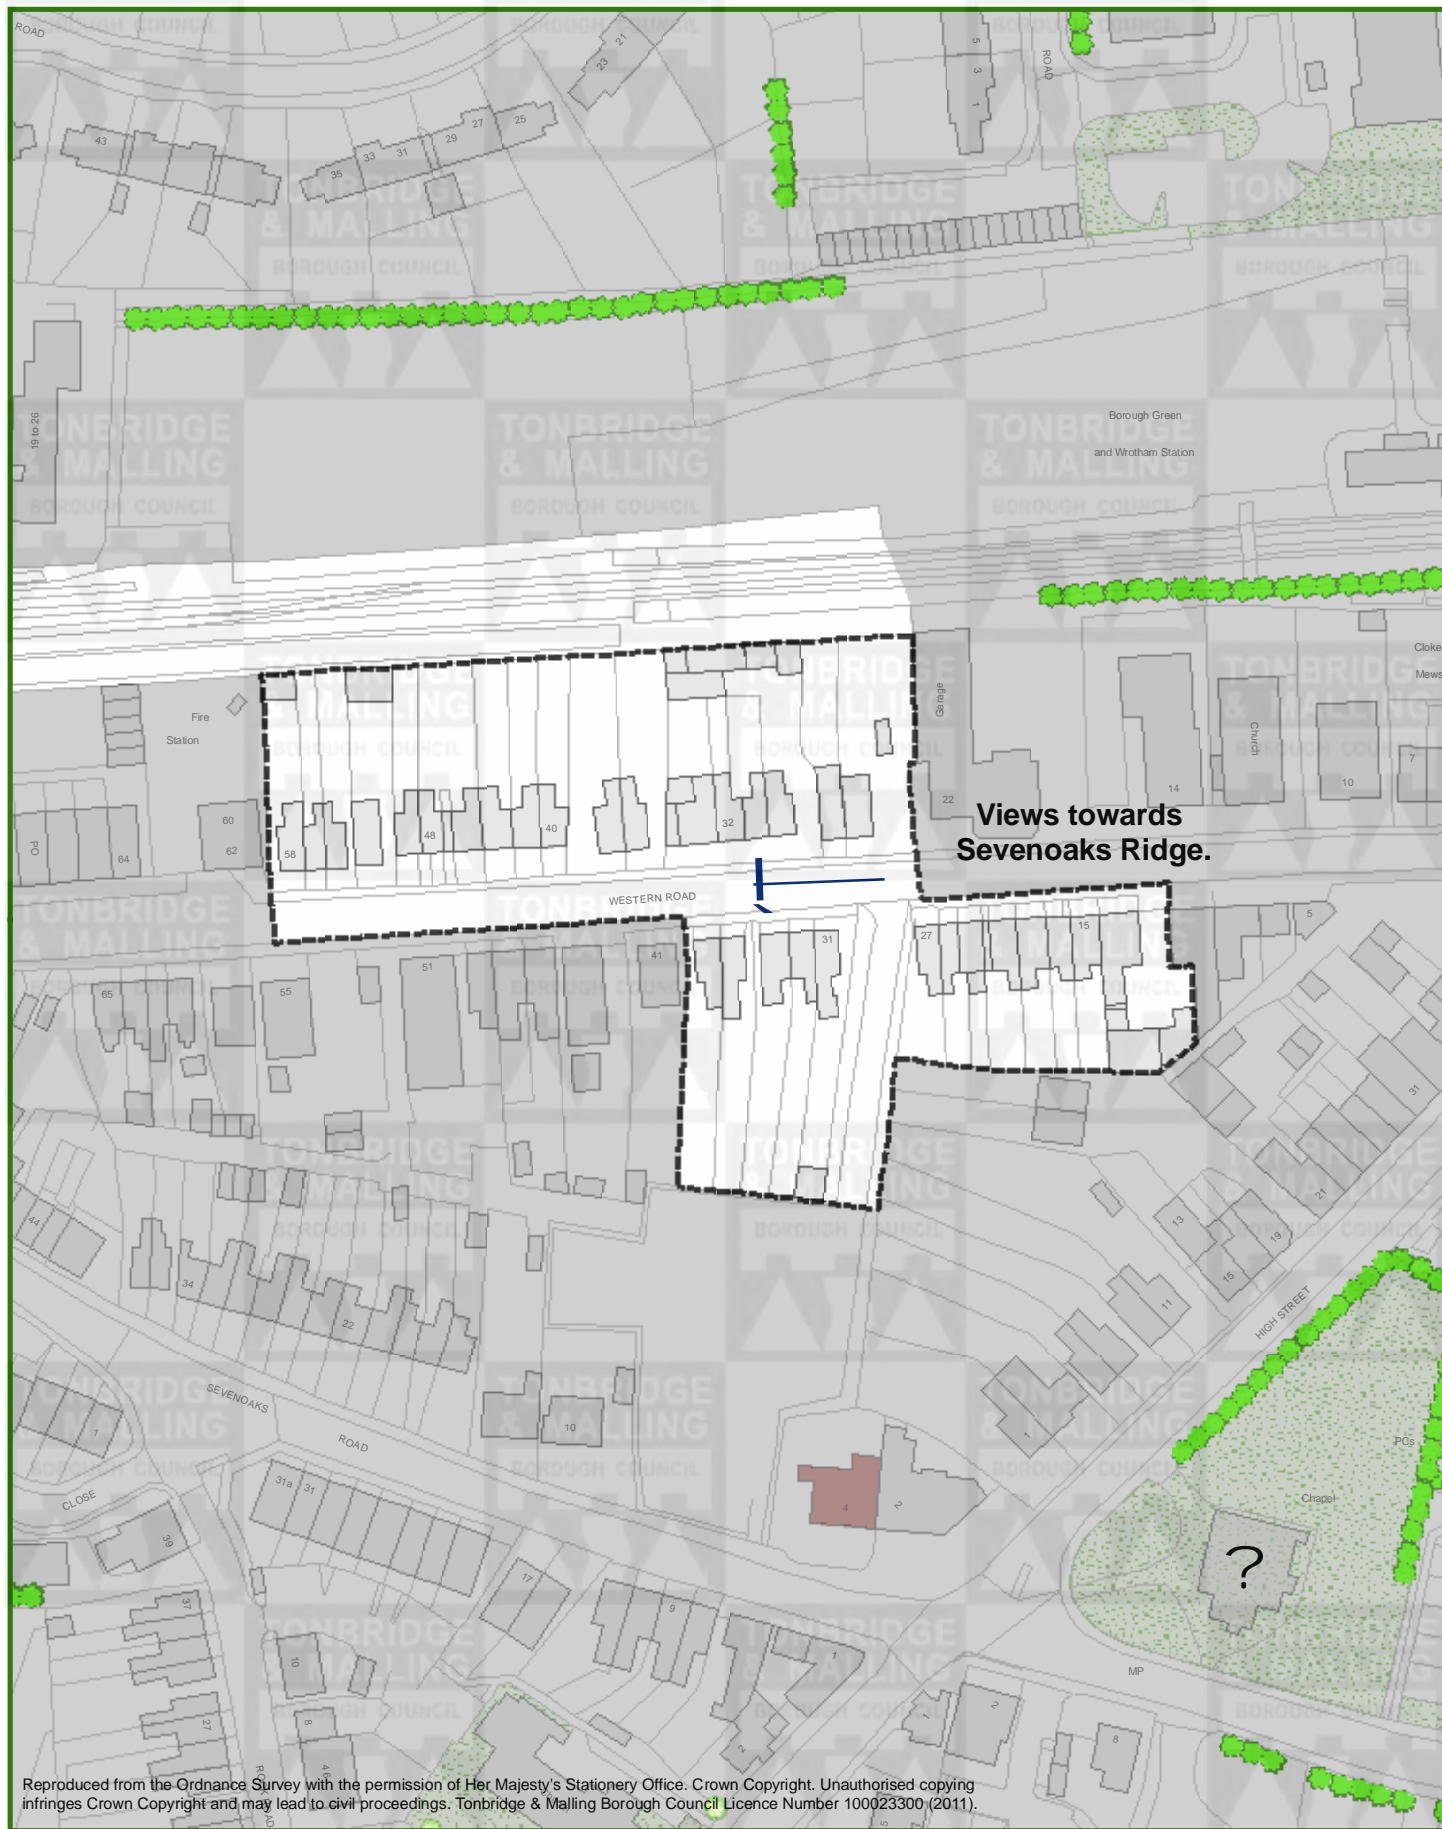 ROAD
21
23
5
3
1
ROAD
43
25
27
29
31
33
35
19 to 26
Borough Green
and Wrotham Station
TONBRIDGE
& MALLING
BOROUGH COUNCIL
Cloke
Mews
Garage
Fire
Station
Church
14
10
7
22
Views towards
Sevenoaks Ridge.
PO
64
60
62
58
48
40
32
WESTERN ROAD
65
55
51
41
31
27
15
5
31
21
13
19
15
11
1
HIGH STREET
44
34
22
SEVENOAKS
ROAD
10
1
CLOSE
31a
31
39
4
2
PCs
Chapel
?
17
9
37
10
1
MP
2
8
27
8
4 6
2
5
Reproduced from the Ordnance Survey with the permission of Her Majesty's Stationery Office. Crown Copyright. Unauthorised copying
infringes Crown Copyright and may lead to civil proceedings. Tonbridge & Malling Borough Council Licence Number 100023300 (2011).